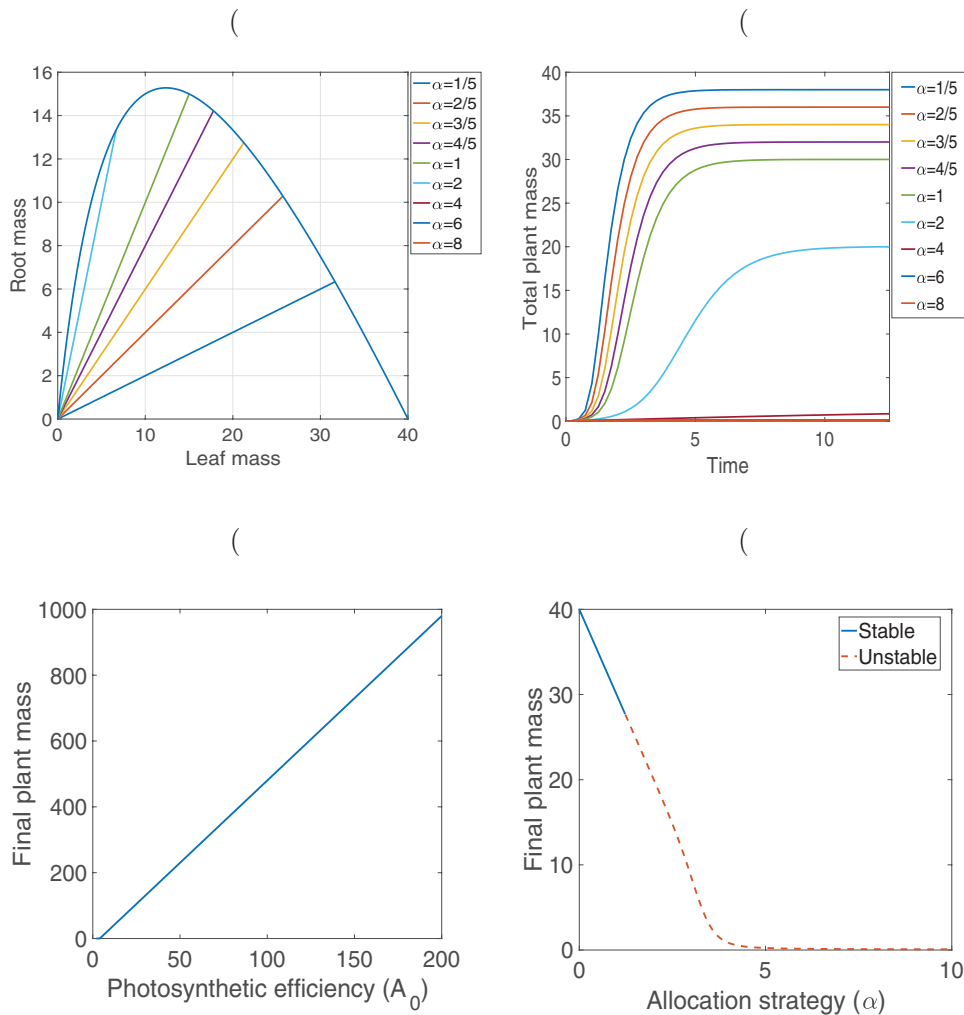 (
(
16
14
12
10
8
6
4
2
0
Root mass
0
10
20
30
40
Leaf mass
α=1/5
α=2/5
α=3/5
α=4/5
α=1
α=2
α=4
α=6
α=8
40
35
30
25
20
15
10
5
0
Total plant mass
0
5
10
Time
α=1/5
α=2/5
α=3/5
α=4/5
α=1
α=2
α=4
α=6
α=8
(
(
1000
800
600
400
200
0
Final plant mass
0
50
100
150
200
Photosynthetic efficiency (A₀)
40
30
20
10
0
Final plant mass
0
5
10
Allocation strategy (α)
Stable
Unstable